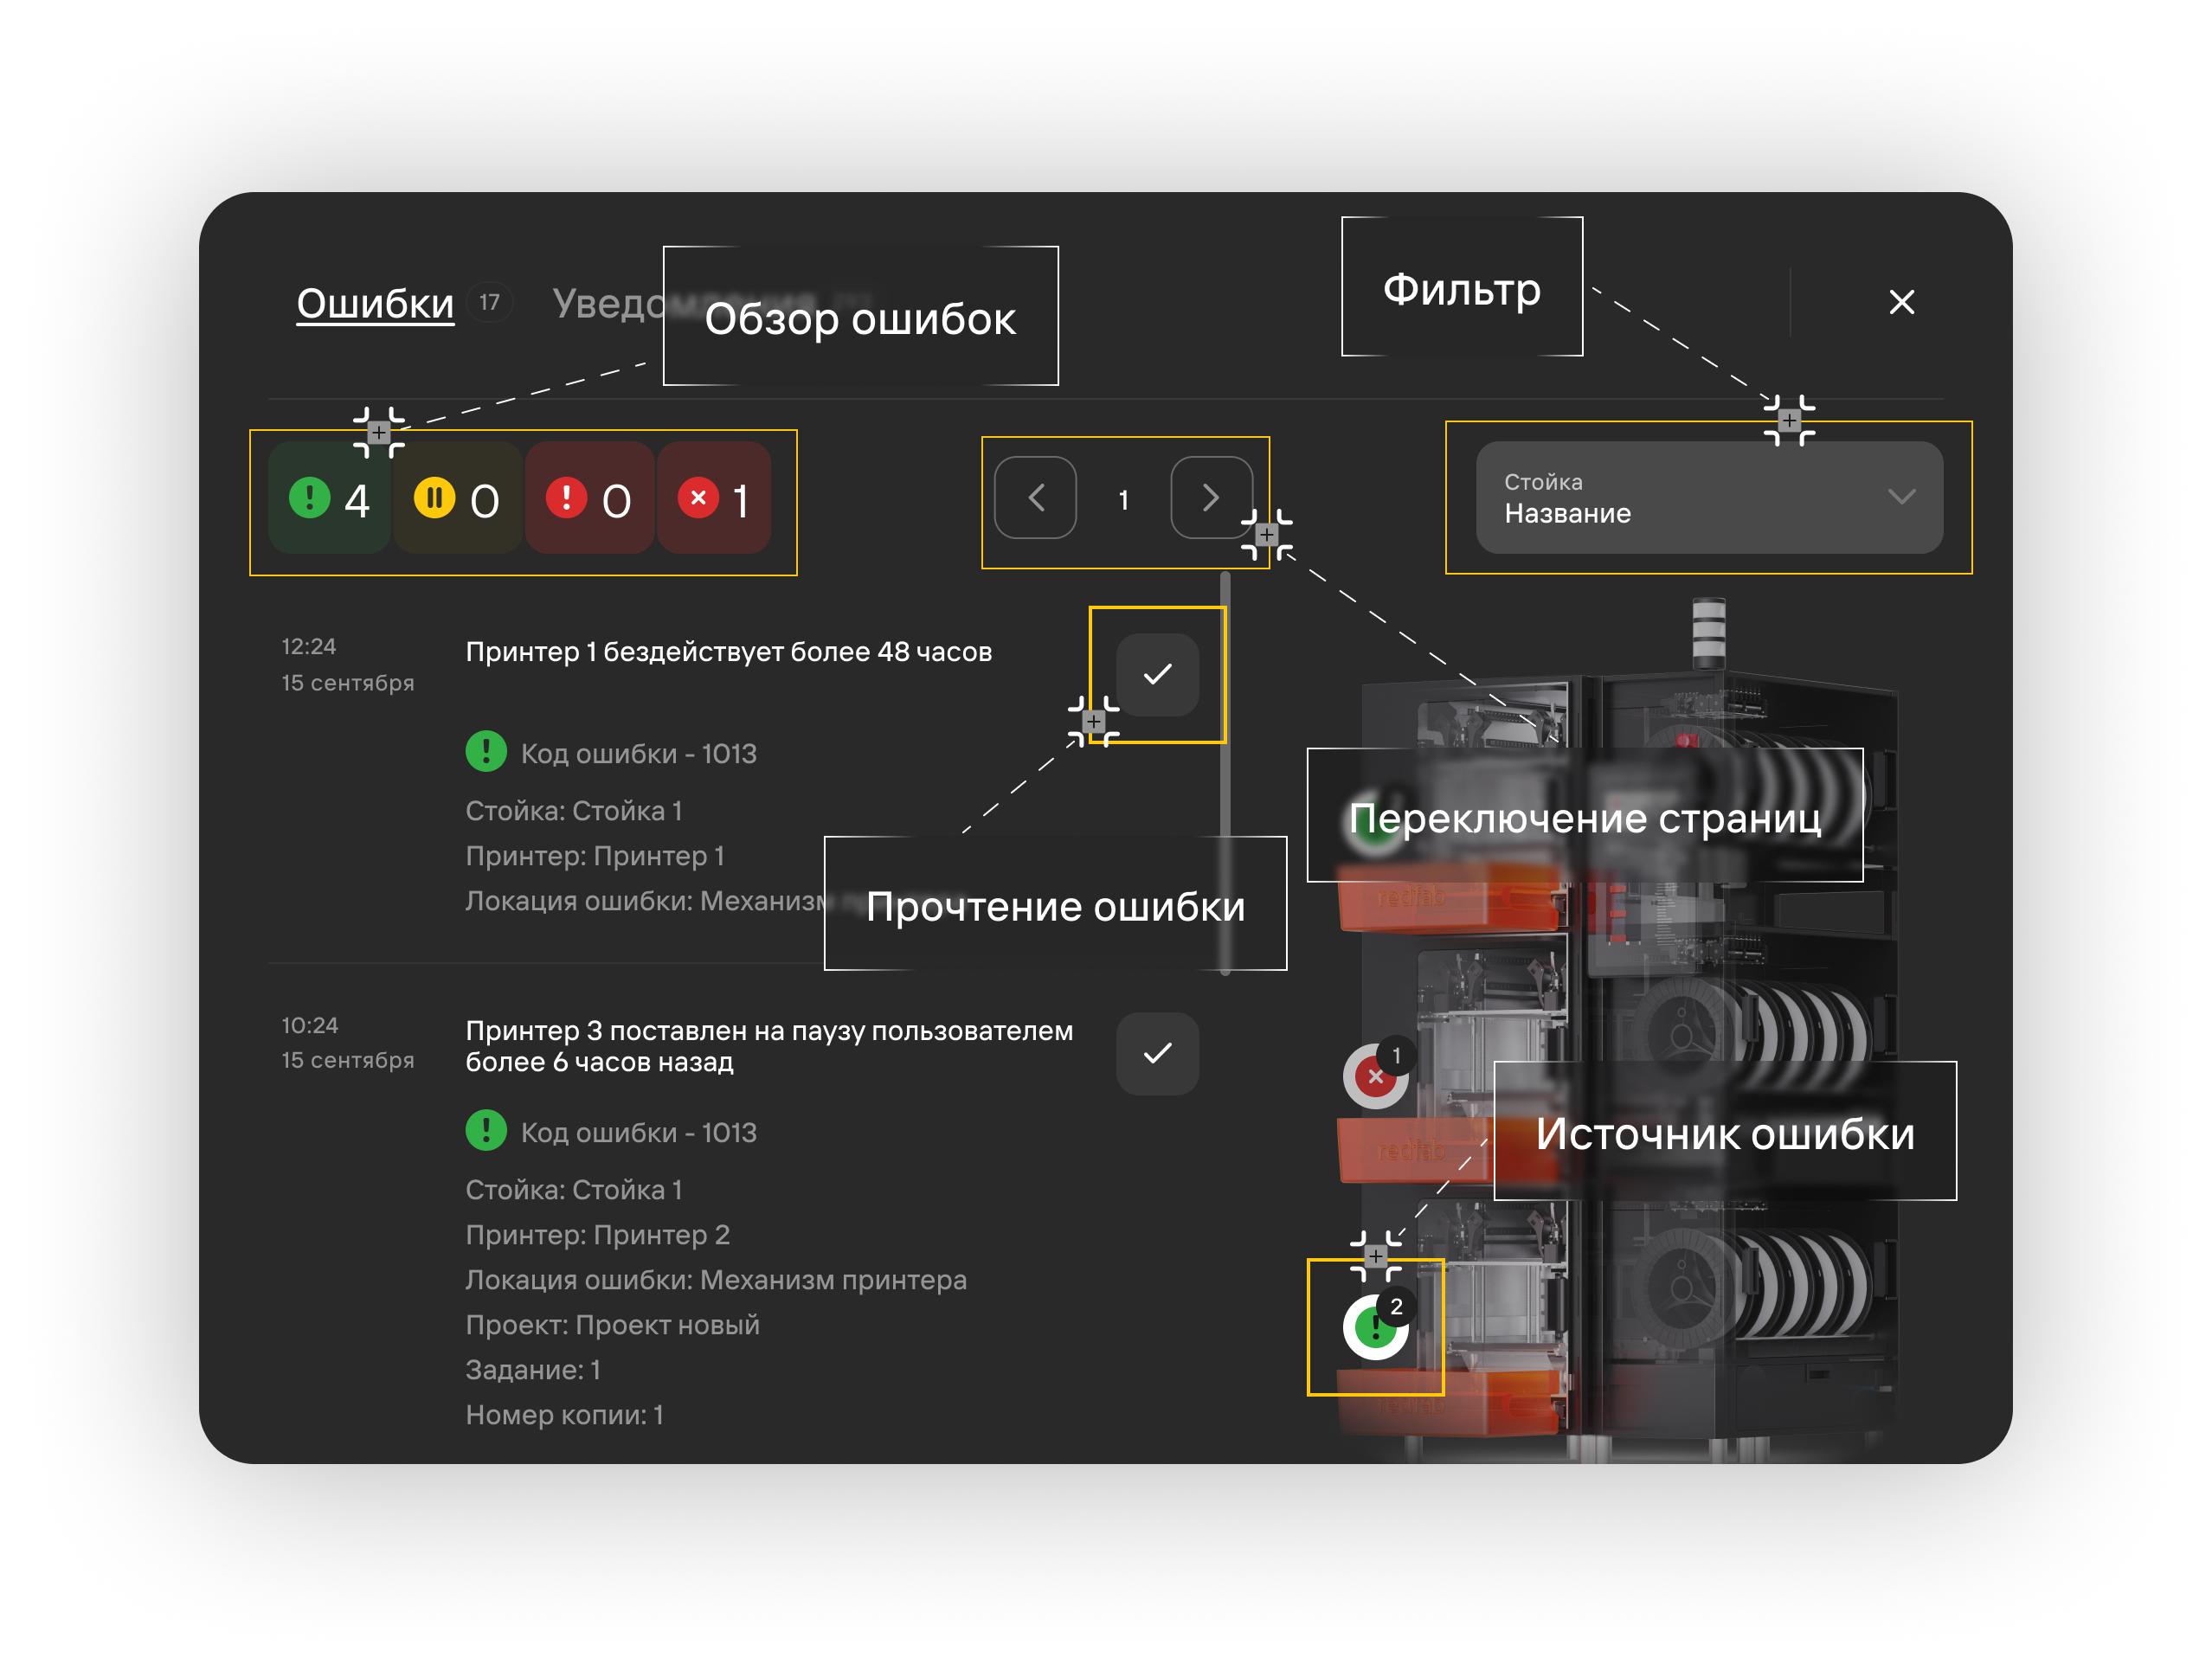 Ошибки 17
Обзор ошибок
Фильтр
4 0 0 1
1
Стойка
Название
12:24
15 сентября
Принтер 1 бездействует более 48 часов
Код ошибки - 1013
Стойка: Стойка 1
Принтер: Принтер 1
Локация ошибки: Механизм
Прочтение ошибки
Переключение страниц
redlab
10:24
15 сентября
Принтер 3 поставлен на паузу пользователем
более 6 часов назад
Код ошибки - 1013
Стойка: Стойка 1
Принтер: Принтер 2
Локация ошибки: Механизм принтера
Проект: Проект новый
Задание: 1
Номер копии: 1
1
redlab
Источник ошибки
2
redlab